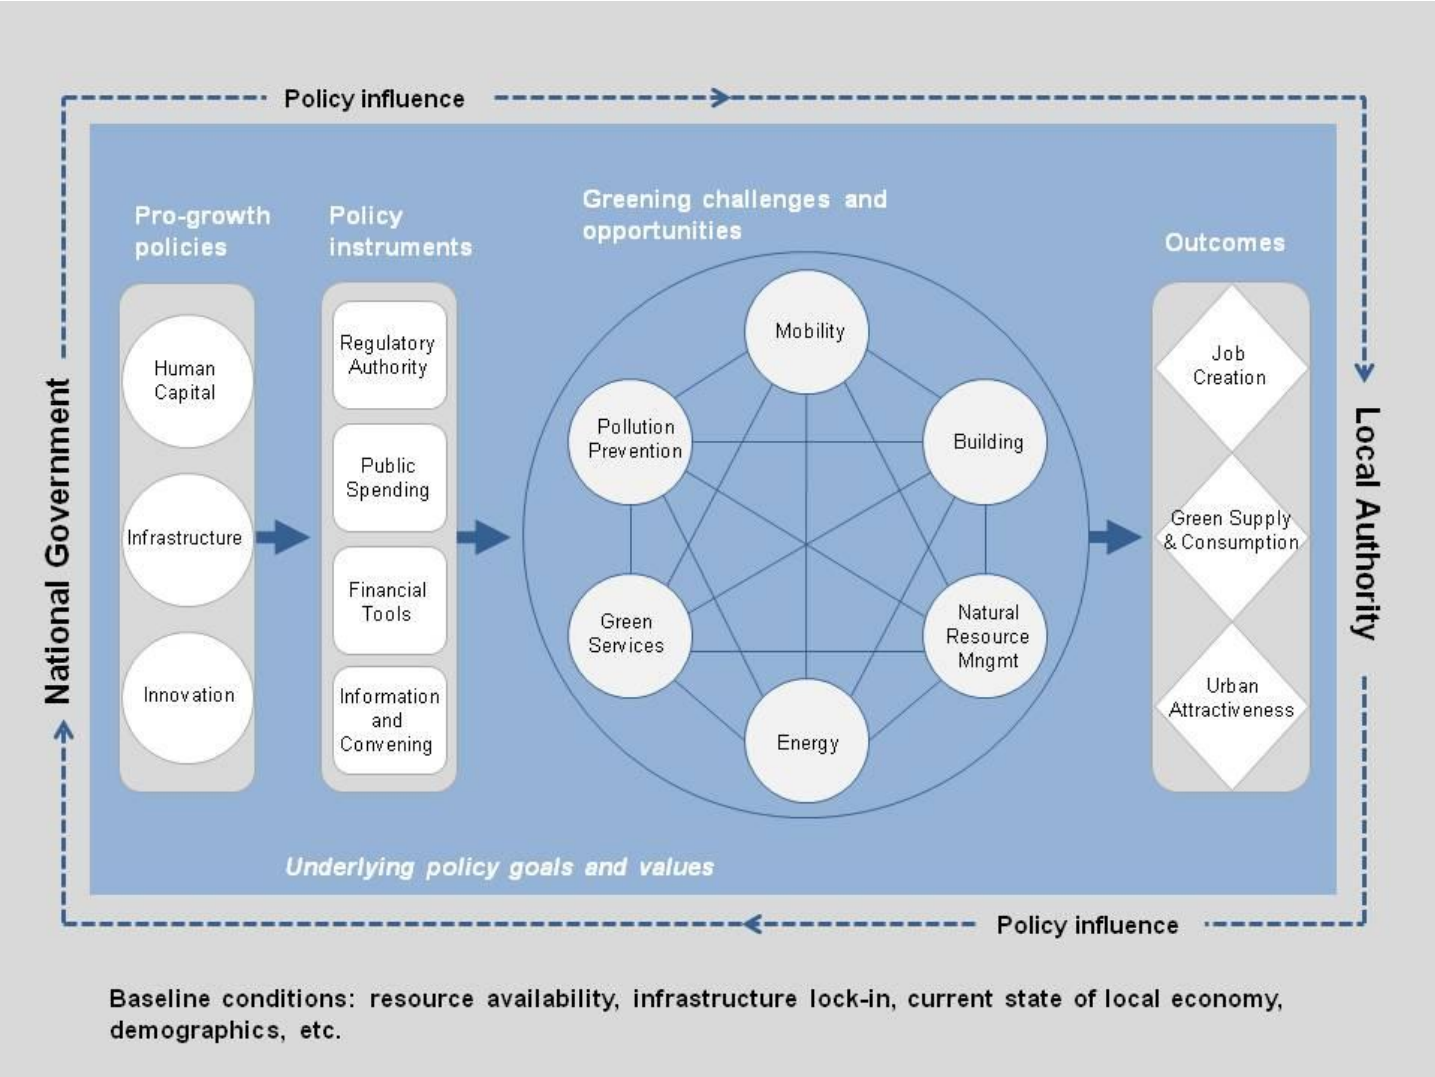 Policy influence
Pro-growth
policies
Policy
instruments
Greening challenges and
opportunities
Outcomes
Human
Capital
Infrastructure
Innovation
Regulatory
Authority
Public
Spending
Financial
Tools
Information
and
Convening
Mobility
Pollution
Prevention
Building
Green
Services
Natural
Resource
Mngmt
Energy
Job
Creation
Green Supply
& Consumption
Urban
Attractiveness
National Government
Local Authority
Underlying policy goals and values
Policy influence
Baseline conditions: resource availability, infrastructure lock-in, current state of local economy,
demographics, etc.